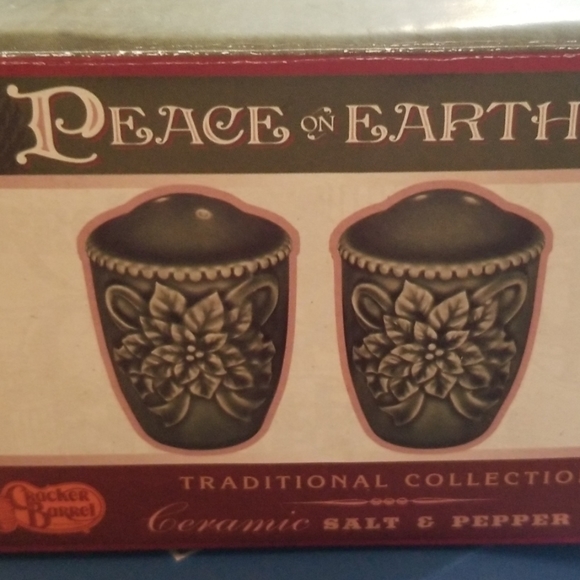 PEACE ON EARTH
TRADITIONAL COLLECTIO
Cracker Barrel
Ceramic SALT & PEPPER